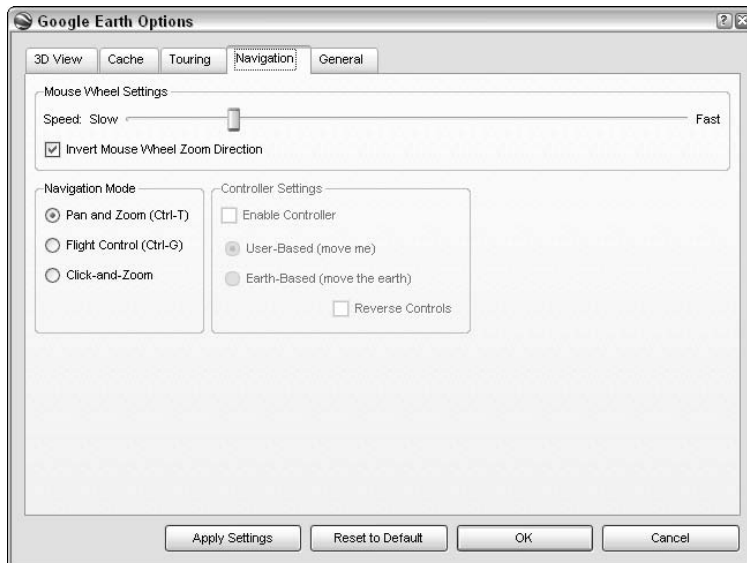 Google Earth Options
3D View Cache Touring Navigation General
Mouse Wheel Settings
Speed: Slow Fast
Invert Mouse Wheel Zoom Direction
Navigation Mode
Pan and Zoom (Ctrl-T)
Flight Control (Ctrl-G)
Click-and-Zoom
Controller Settings
Enable Controller
User-Based (move me)
Earth-Based (move the earth)
Reverse Controls
Apply Settings Reset to Default OK Cancel